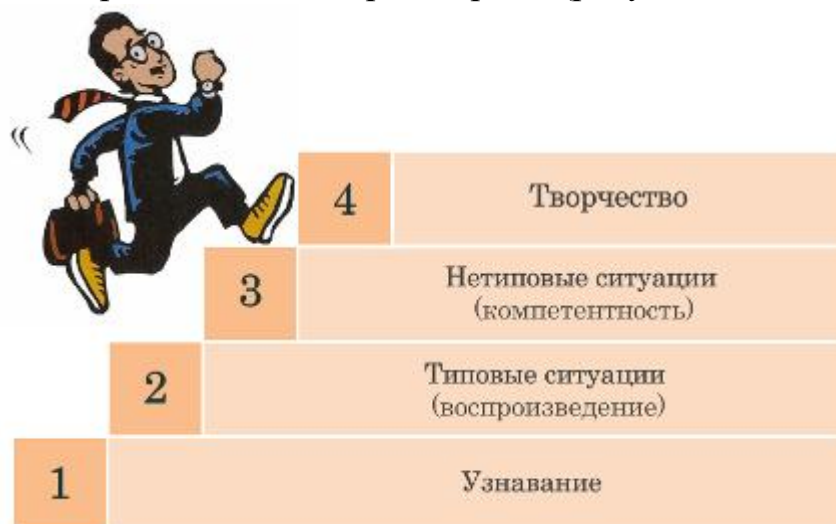 4
Творчество
3
Нетиповые ситуации
(компетентность)
2
Типовые ситуации
(воспроизведение)
1
Узнавание